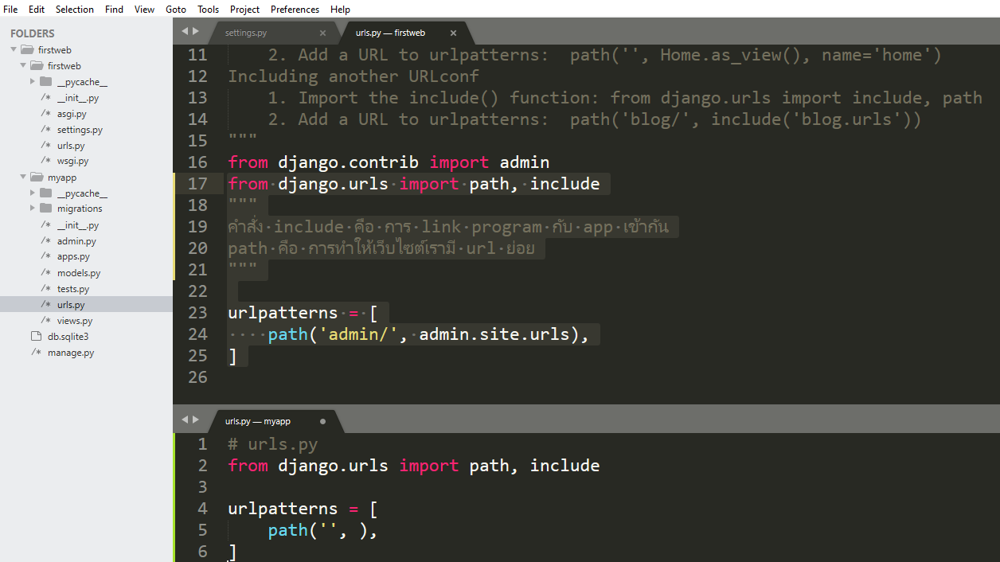 File Edit Selection Find View Goto Tools Project Preferences Help
FOLDERS
firstweb
firstweb
__pycache__
/* __init__.py
/* asgi.py
/* settings.py
/* urls.py
/* wsgi.py
myapp
__pycache__
migrations
/* __init__.py
/* admin.py
/* apps.py
/* models.py
/* tests.py
/* urls.py
/* views.py
db.sqlite3
/* manage.py
settings.py × urls.py — firstweb ×
11     2. Add a URL to urlpatterns:  path('', Home.as_view(), name='home')
12 Including another URLconf
13     1. Import the include() function: from django.urls import include, path
14     2. Add a URL to urlpatterns:  path('blog/', include('blog.urls'))
15 """
16 from django.contrib import admin
17 from django.urls import path, include
18 """
19 คำสั่ง include คือ การ link program กับ app เข้ากัน
20 path คือ การทำให้เว็บไซต์เรามี url ย่อย
21 """
22
23 urlpatterns = [
24     path('admin/', admin.site.urls),
25 ]
26
urls.py — myapp
1 # urls.py
2 from django.urls import path, include
3
4 urlpatterns = [
5     path('', ),
6 ]